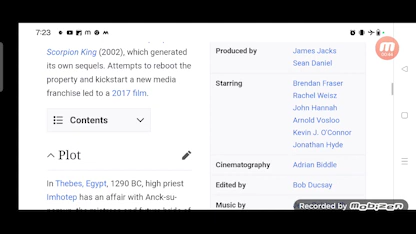 7:23
Scorpion King (2002), which generated
its own sequels. Attempts to reboot the
property and kickstart a new media
franchise led to a 2017 film.
Contents
Plot
In Thebes, Egypt, 1290 BC, high priest
Imhotep has an affair with Anck-su-
Produced by
James Jacks
Sean Daniel
Starring
Brendan Fraser
Rachel Weisz
John Hannah
Arnold Vosloo
Kevin J. O'Connor
Jonathan Hyde
Cinematography
Adrian Biddle
Edited by
Bob Ducsay
Music by
Recorded by mobizen